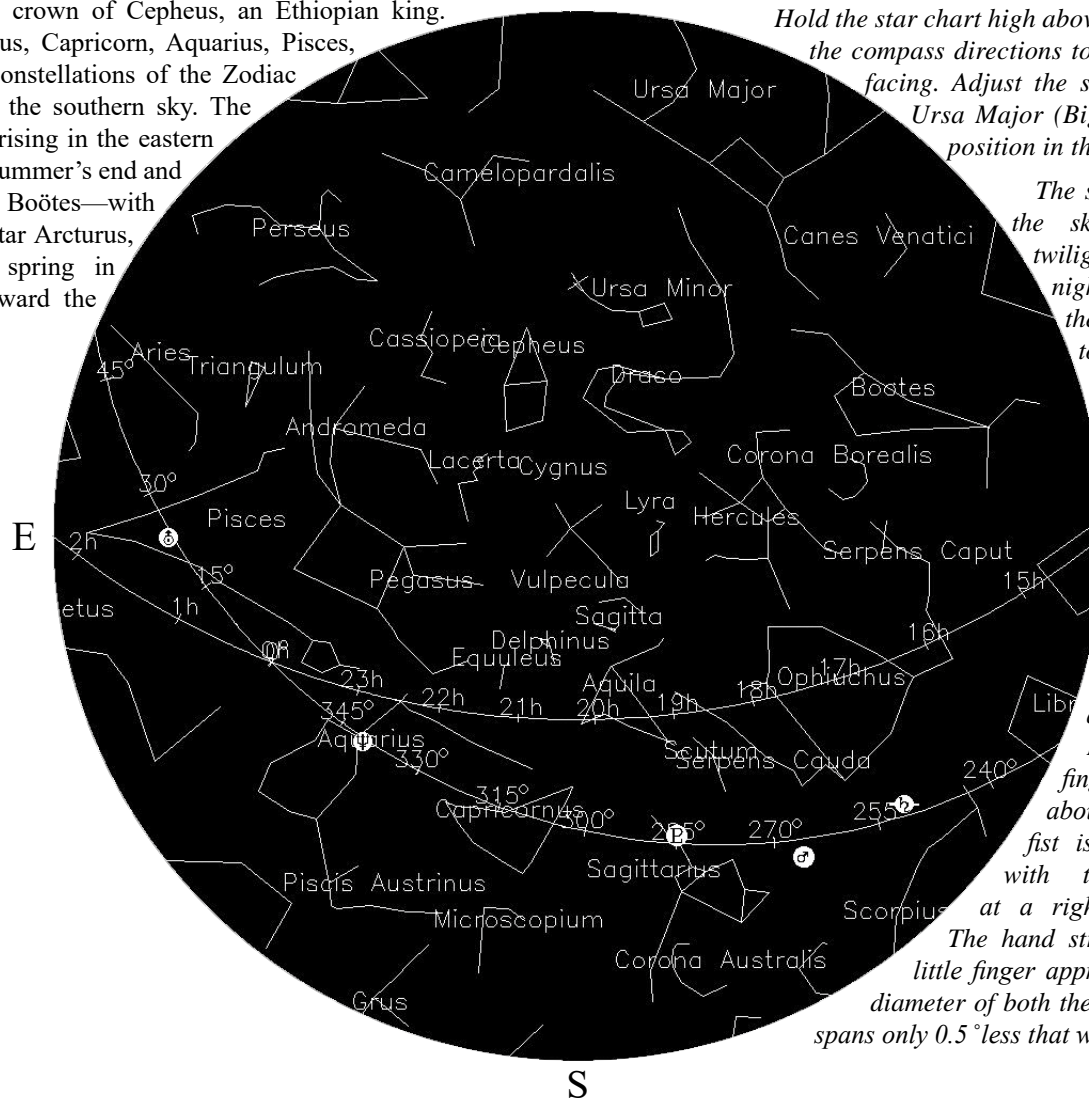 crown of Cepheus, an Ethiopian king.
us, Capricorn, Aquarius, Pisces,
onstellations of the Zodiac
the southern sky. The
rising in the eastern
ummer’s end and
Boötes—with
tar Arcturus,
spring in
ward the
Hold the star chart high abov
the compass directions to
facing. Adjust the s
Ursa Major (Bi
position in th
The s
the sk
twilig
nigh
the
to
Ursa Major
Camelopardalis
Perseus
Canes Venatici
Ursa Minor
Cassiopeia
Cepheus
Aries
Triangulum
45°
Draco
Bootes
Andromeda
Lacerta
Cygnus
Corona Borealis
30°
Lyra
Pisces
Hercules
E
2h
Serpens Caput
15°
Pegasus
Vulpecula
15h
etus
1h
Sagitta
16h
Delphinus
0h
Equuleus
23h
Aquila
17h
Ophiuchus
22h
21h
20h
19h
18h
345°
Libr
Aquarius
Scutum
330°
Serpens Cauda
240°
315°
Capricornus
300°
255°
♄
285°
P
270°
♂
Sagittarius
Piscis Austrinus
Microscopium
Scorpius
Corona Australis
Grus
fin
abou
fist is
with t
at a righ
The hand st
little finger appr
diameter of both the
spans only 0.5˚less that w
S